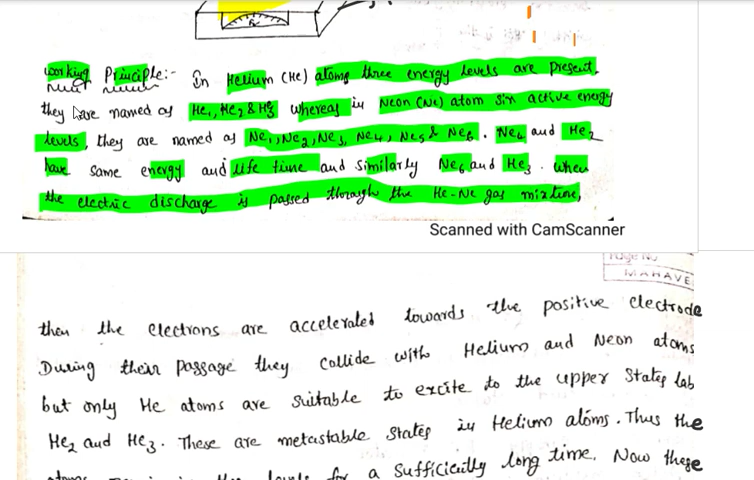 working Principle:- In Helium (He) atoms three energy levels are present.
they have named as He1, He2 & He3 whereas in Neon (Ne) atom six active energy
levels, they are named as Ne1, Ne2, Ne3, Ne4, Ne5 & Ne6. Ne4 and He2
have same energy and life time and similarly Ne6 and He3. when
the electric discharge is passed through the He-Ne gas mixture,
Scanned with CamScanner
Page No
MAHAVE
then the electrons are accelerated towards the positive electrode
During their passage they collide with Helium and Neon atoms
but only He atoms are suitable to excite to the upper States lab
He2 and He3. These are metastable States in Helium atoms. Thus the
for a sufficiently long time. Now these